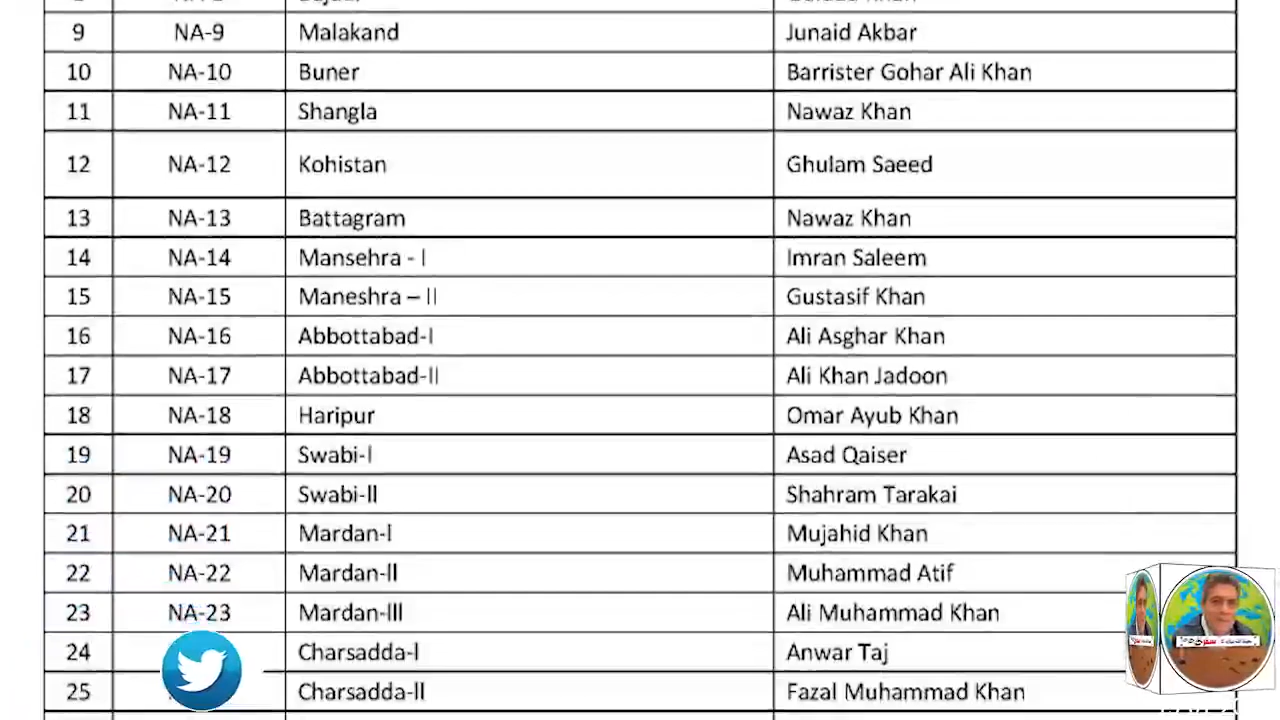 9 NA-9 Malakand Junaid Akbar
10 NA-10 Buner Barrister Gohar Ali Khan
11 NA-11 Shangla Nawaz Khan
12 NA-12 Kohistan Ghulam Saeed
13 NA-13 Battagram Nawaz Khan
14 NA-14 Mansehra - I Imran Saleem
15 NA-15 Maneshra – II Gustasif Khan
16 NA-16 Abbottabad-I Ali Asghar Khan
17 NA-17 Abbottabad-II Ali Khan Jadoon
18 NA-18 Haripur Omar Ayub Khan
19 NA-19 Swabi-I Asad Qaiser
20 NA-20 Swabi-II Shahram Tarakai
21 NA-21 Mardan-I Mujahid Khan
22 NA-22 Mardan-II Muhammad Atif
23 NA-23 Mardan-III Ali Muhammad Khan
24 Charsadda-I Anwar Taj
25 Charsadda-II Fazal Muhammad Khan